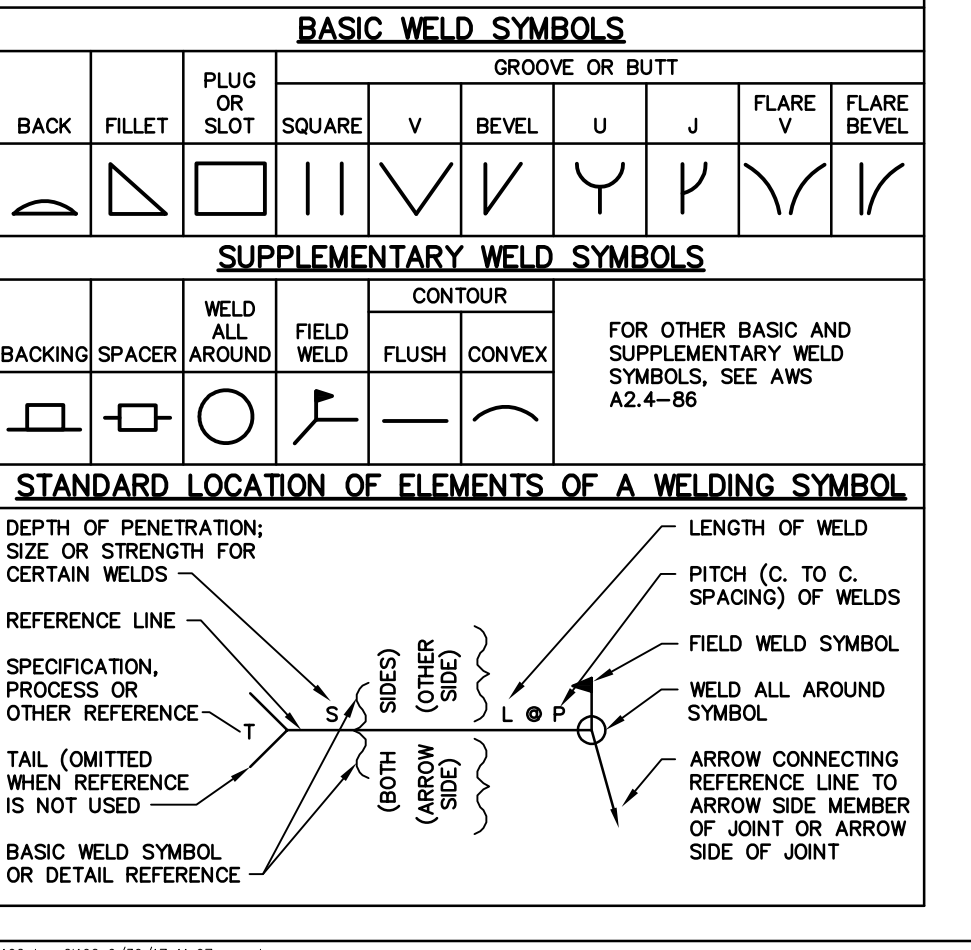 BASIC WELD SYMBOLS
BACK
FILLET
PLUG
OR
SLOT
GROOVE OR BUTT
SQUARE
V
BEVEL
U
J
FLARE
V
FLARE
BEVEL
SUPPLEMENTARY WELD SYMBOLS
BACKING
SPACER
WELD
ALL
AROUND
FIELD
WELD
CONTOUR
FLUSH
CONVEX
FOR OTHER BASIC AND
SUPPLEMENTARY WELD
SYMBOLS, SEE AWS
A2.4-86
STANDARD LOCATION OF ELEMENTS OF A WELDING SYMBOL
DEPTH OF PENETRATION;
SIZE OR STRENGTH FOR
CERTAIN WELDS
REFERENCE LINE
SPECIFICATION,
PROCESS OR
OTHER REFERENCE
TAIL (OMITTED
WHEN REFERENCE
IS NOT USED
BASIC WELD SYMBOL
OR DETAIL REFERENCE
T
S
(BOTH SIDES)
(ARROW
SIDE)
(OTHER
SIDE)
L @ P
LENGTH OF WELD
PITCH (C. TO C.
SPACING) OF WELDS
FIELD WELD SYMBOL
WELD ALL AROUND
SYMBOL
ARROW CONNECTING
REFERENCE LINE TO
ARROW SIDE MEMBER
OF JOINT OR ARROW
SIDE OF JOINT